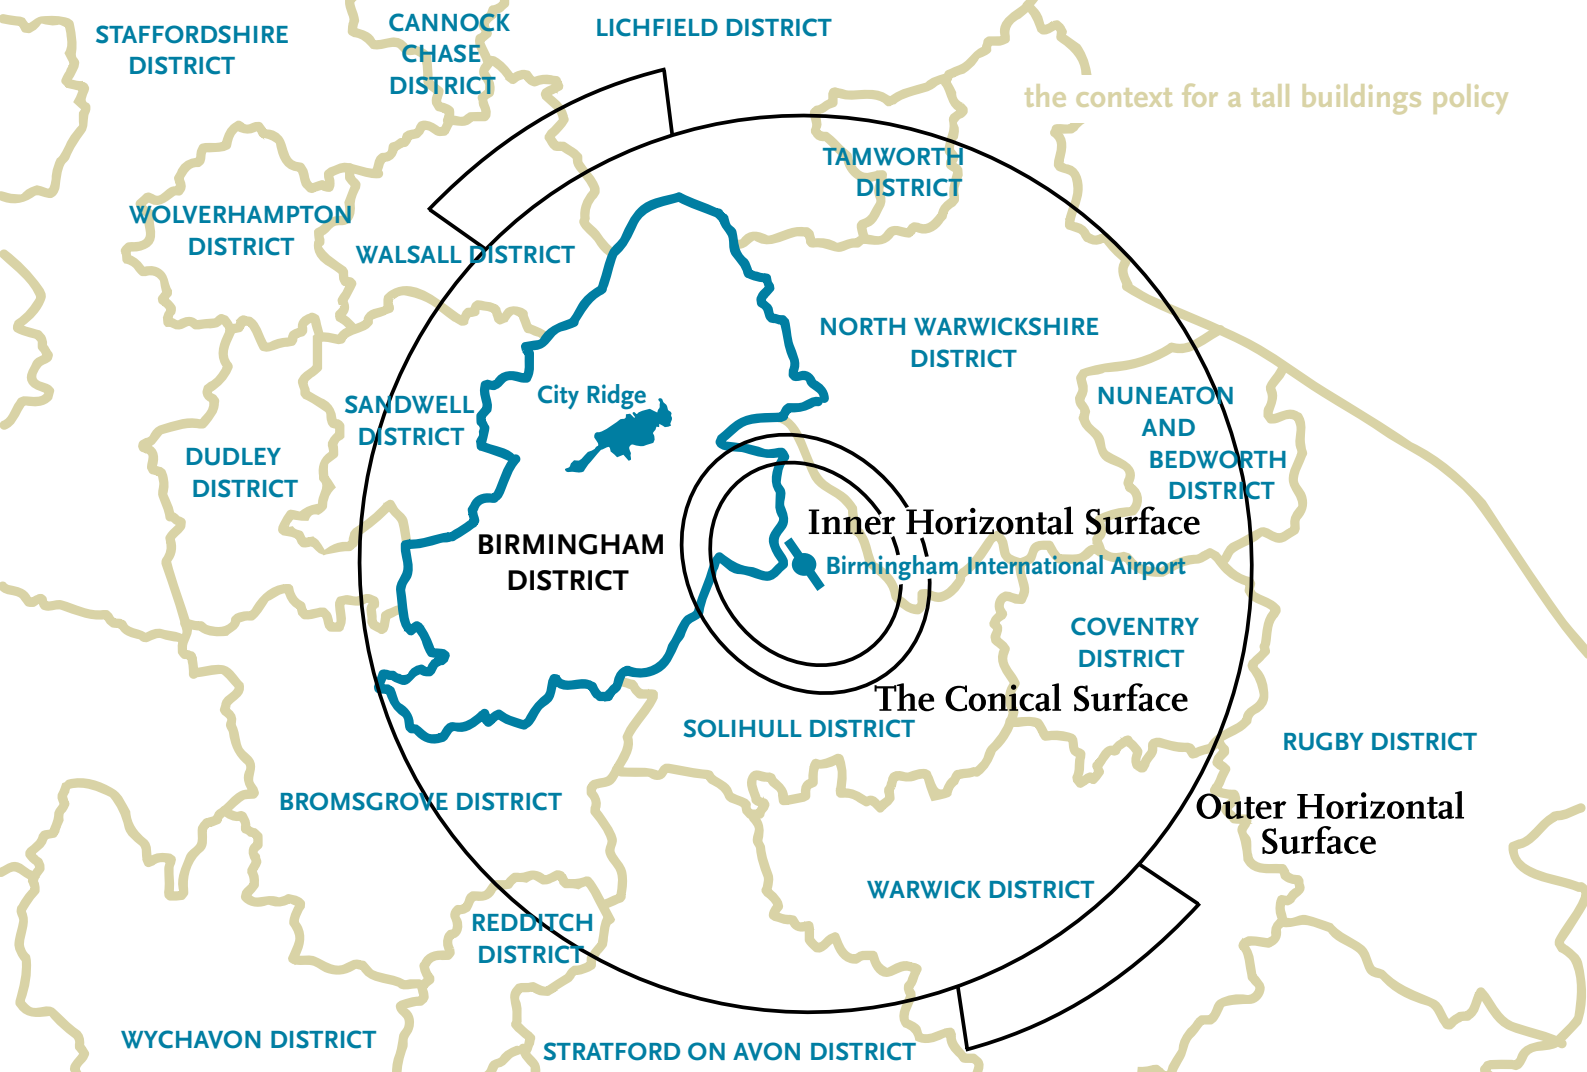 STAFFORDSHIRE
DISTRICT
CANNOCK
CHASE
DISTRICT
LICHFIELD DISTRICT
the context for a tall buildings policy
TAMWORTH
DISTRICT
WOLVERHAMPTON
DISTRICT
WALSALL DISTRICT
NORTH WARWICKSHIRE
DISTRICT
City Ridge
SANDWELL
DISTRICT
NUNEATON
AND
BEDWORTH
DISTRICT
DUDLEY
DISTRICT
Inner Horizontal Surface
BIRMINGHAM
DISTRICT
Birmingham International Airport
COVENTRY
DISTRICT
The Conical Surface
SOLIHULL DISTRICT
RUGBY DISTRICT
BROMSGROVE DISTRICT
Outer Horizontal
Surface
WARWICK DISTRICT
REDDITCH
DISTRICT
WYCHAVON DISTRICT
STRATFORD ON AVON DISTRICT